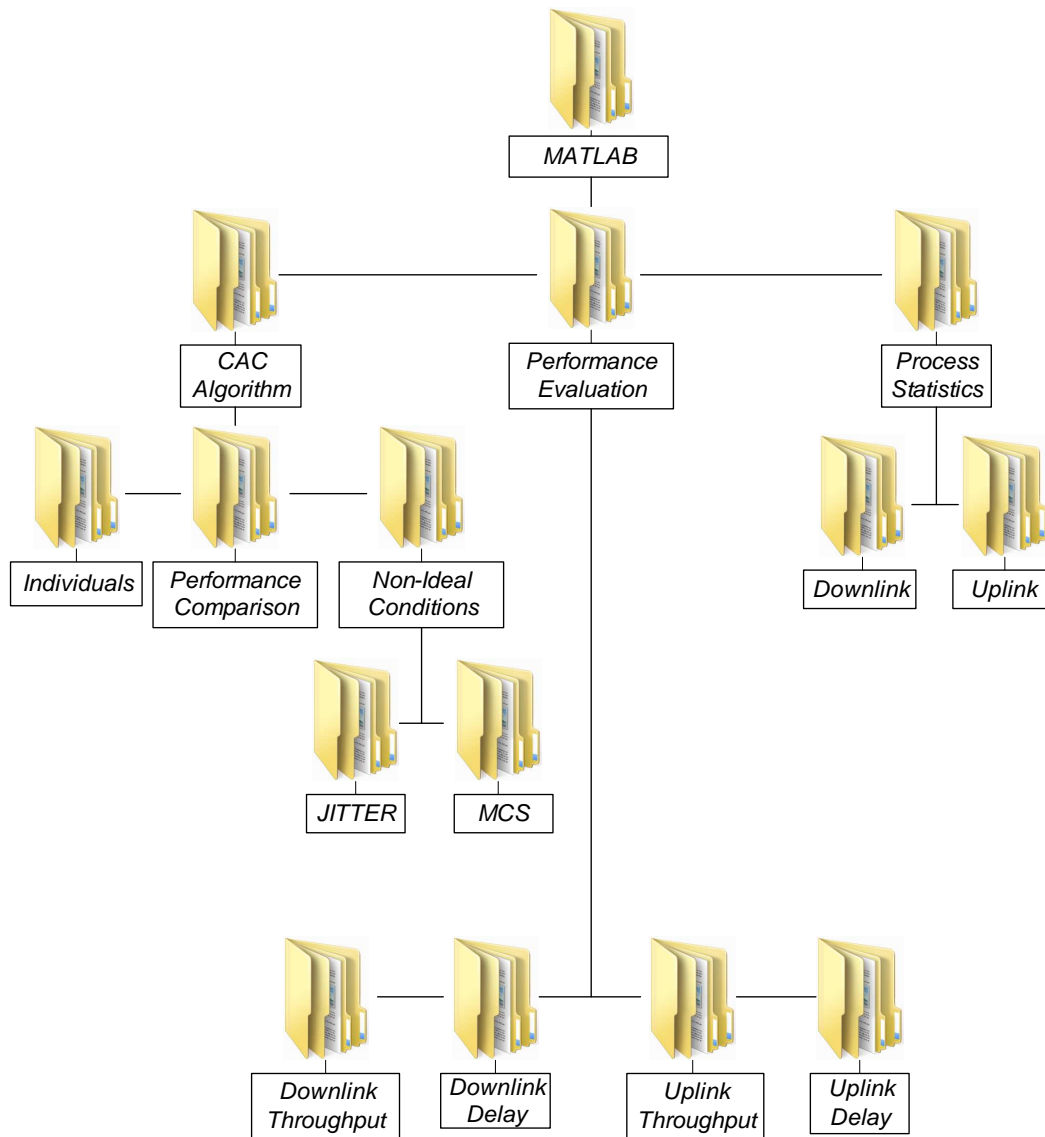 MATLAB
CAC
Algorithm
Performance
Evaluation
Process
Statistics
Individuals
Performance
Comparison
Non-Ideal
Conditions
Downlink
Uplink
JITTER
MCS
Downlink
Throughput
Downlink
Delay
Uplink
Throughput
Uplink
Delay